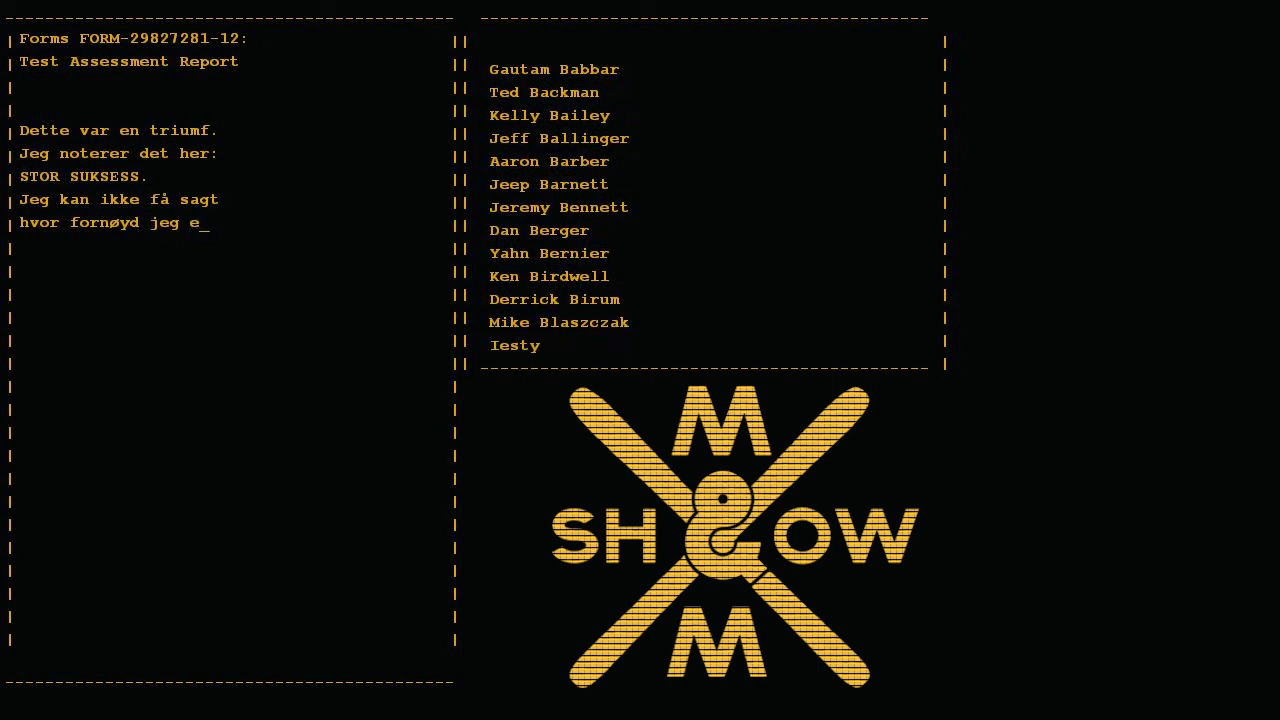 Forms FORM-29827281-12:
Test Assessment Report
Dette var en triumf.
Jeg noterer det her:
STOR SUKSESS.
Jeg kan ikke få sagt
hvor fornøyd jeg e_
Gautam Babbar
Ted Backman
Kelly Bailey
Jeff Ballinger
Aaron Barber
Jeep Barnett
Jeremy Bennett
Dan Berger
Yahn Bernier
Ken Birdwell
Derrick Birum
Mike Blaszczak
Iesty
M
SH&OW
M